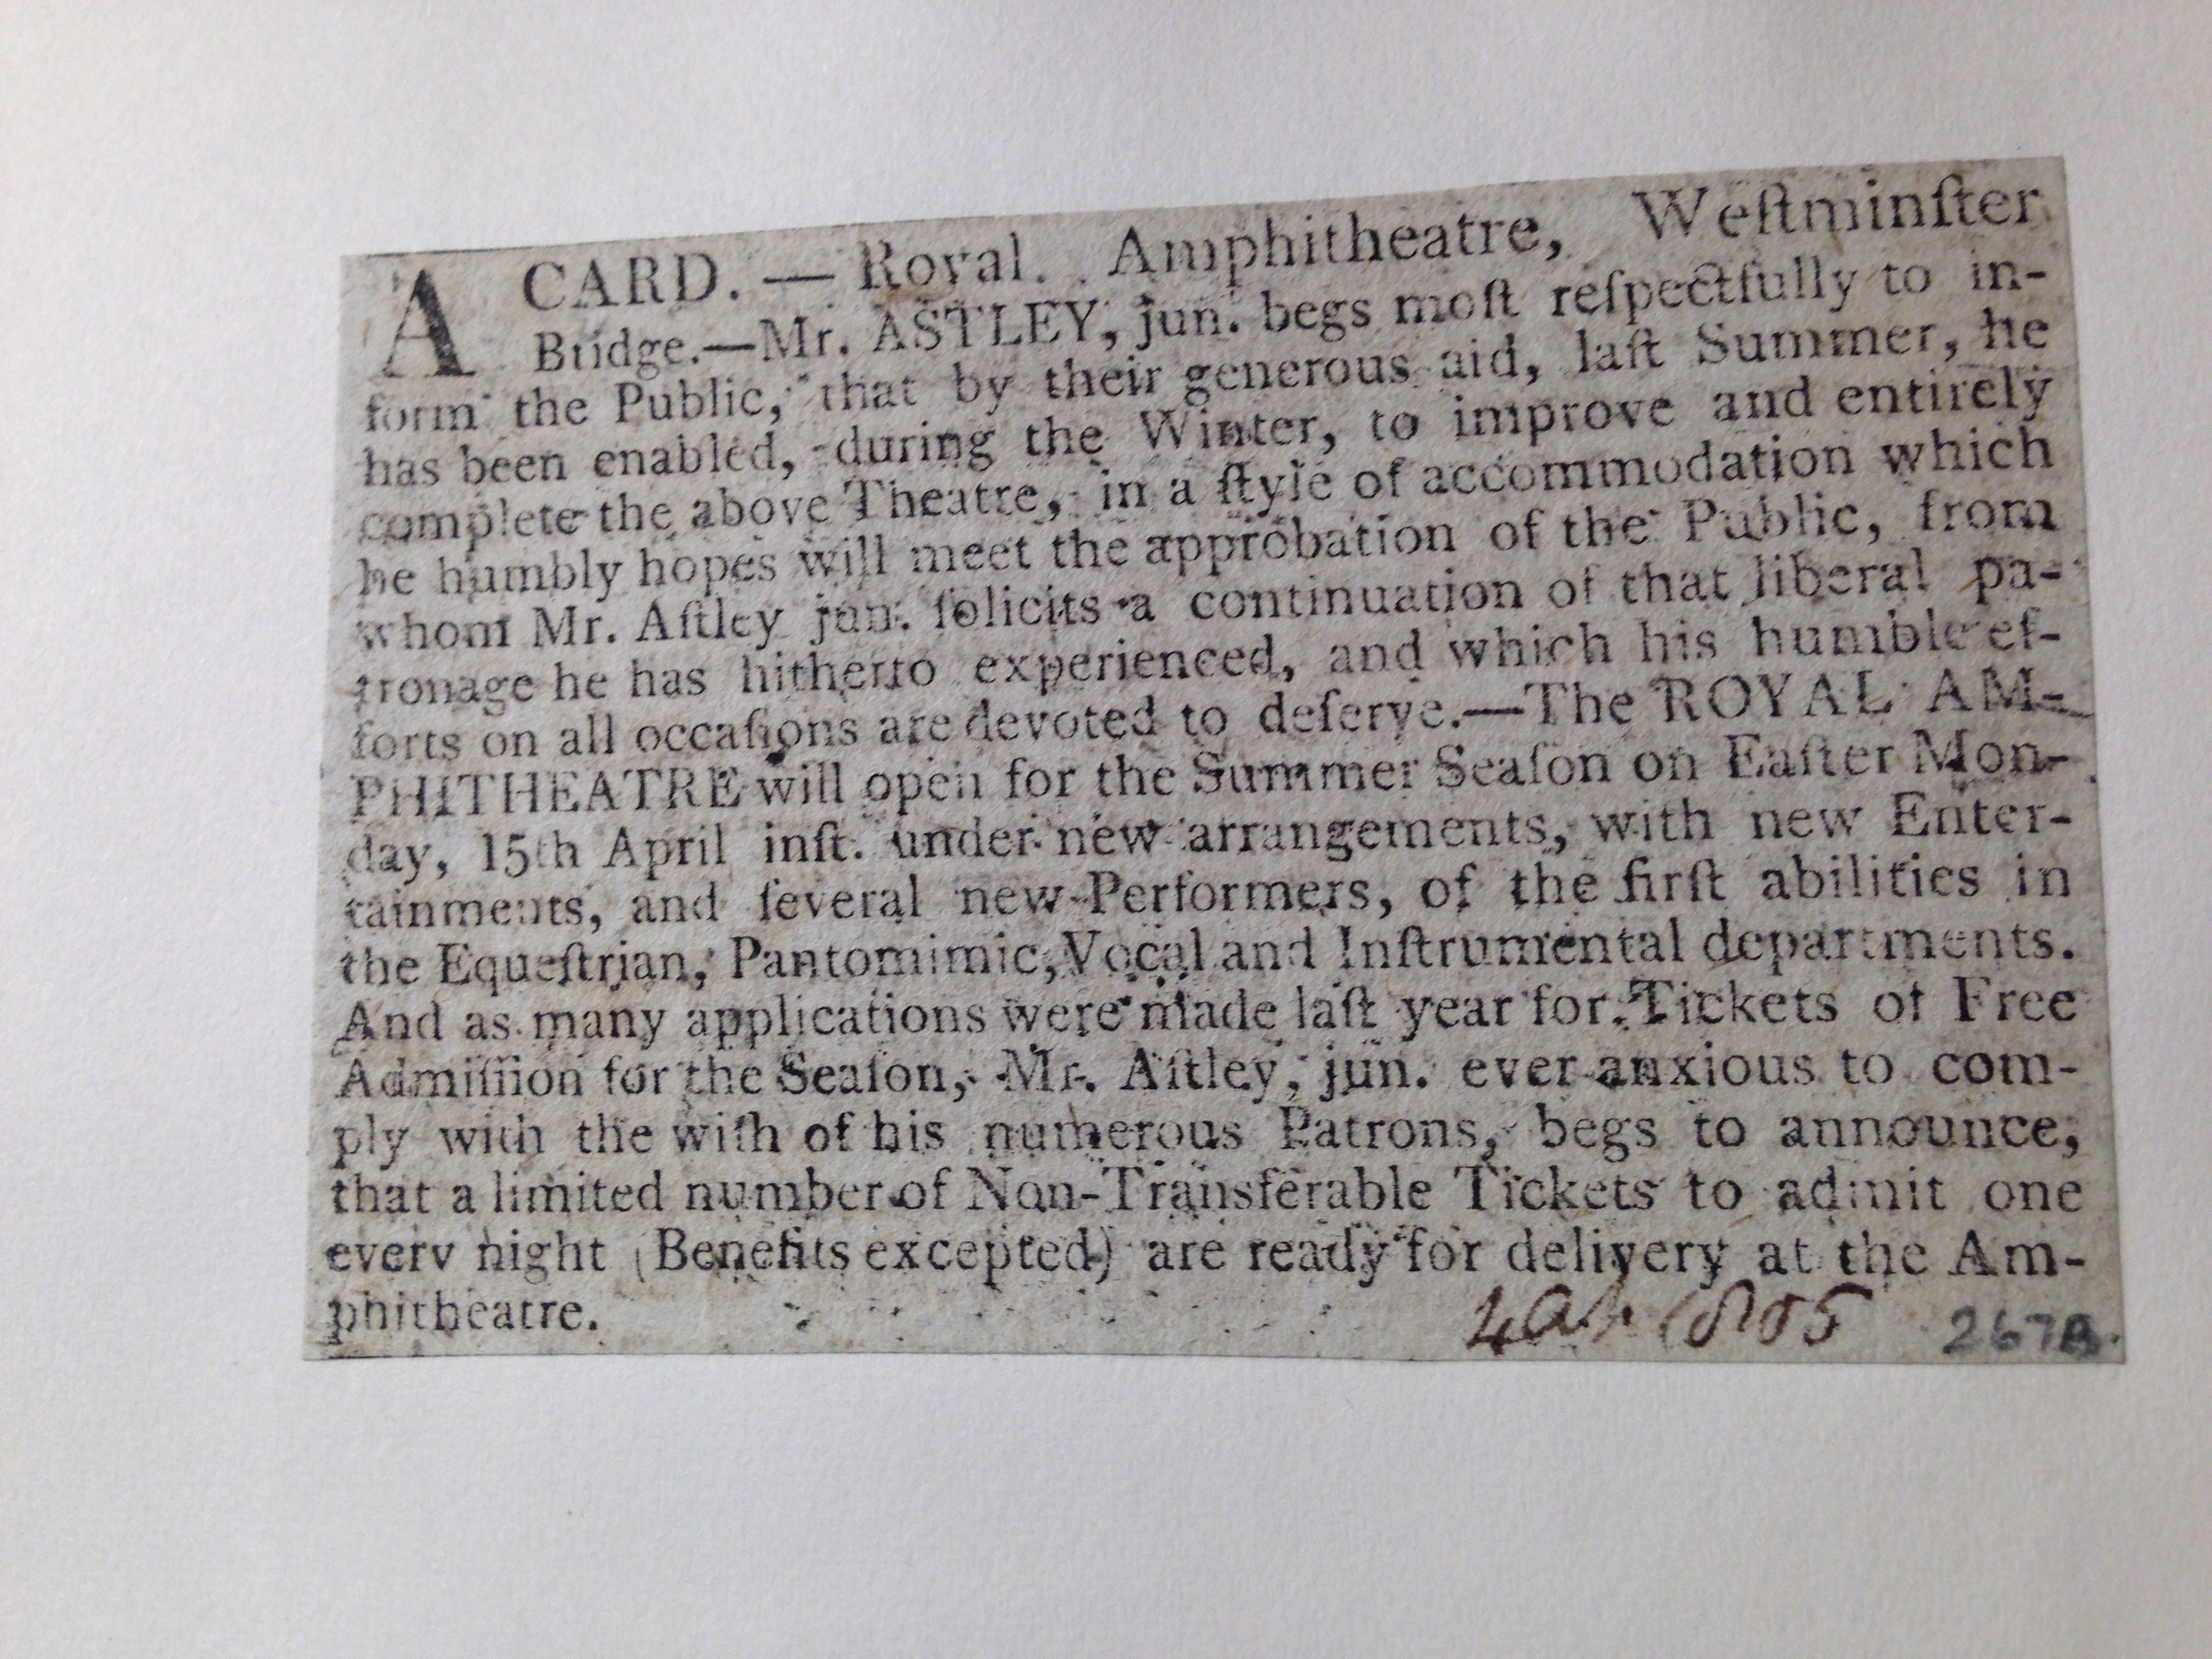 A CARD. — Royal Amphitheatre, Weſtminſter
Bridge.—Mr. ASTLEY, jun. begs moſt reſpectfully to in-
form the Public, that by their generous aid, laſt Summer, he
has been enabled, during the Winter, to improve and entirely
complete the above Theatre, in a ſtyle of accommodation which
he humbly hopes will meet the approbation of the Public, from
whom Mr. Aſtley jun. ſolicits a continuation of that liberal pa-
tronage he has hitherto experienced, and which his humble ef-
forts on all occaſions are devoted to deſerve.—The ROYAL AM-
PHITHEATRE will open for the Summer Seaſon on Eaſter Mon-
day, 15th April inſt. under new arrangements, with new Enter-
tainments, and ſeveral new Performers, of the firſt abilities in
the Equeſtrian, Pantomimic, Vocal and Inſtrumental departments.
And as many applications were made laſt year for Tickets of Free
Admiſſion for the Seaſon, Mr. Aſtley, jun. ever anxious to com-
ply with the wiſh of his numerous Patrons, begs to announce,
that a limited number of Non-Transferable Tickets to admit one
every night (Benefits excepted) are ready for delivery at the Am-
phitheatre.
4 Ap 1805 267B.